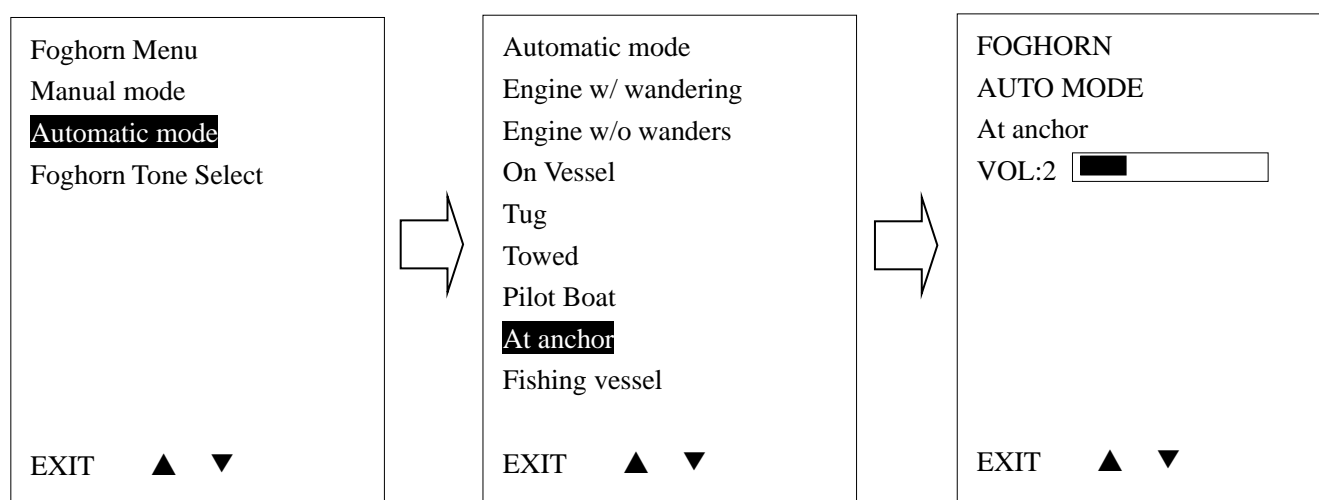 Foghorn Menu
Manual mode
Automatic mode
Foghorn Tone Select
EXIT ▲ ▼
Automatic mode
Engine w/ wandering
Engine w/o wanders
On Vessel
Tug
Towed
Pilot Boat
At anchor
Fishing vessel
EXIT ▲ ▼
FOGHORN
AUTO MODE
At anchor
VOL:2
EXIT ▲ ▼